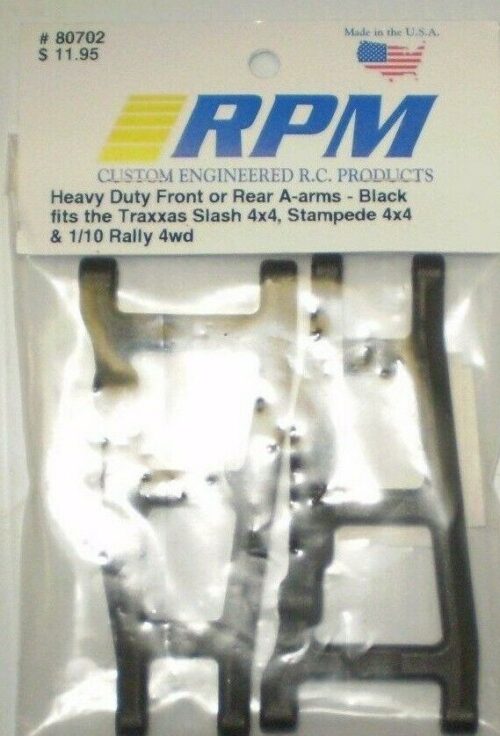 # 80702
$ 11.95
Made in the U.S.A.
RPM
CUSTOM ENGINEERED R.C. PRODUCTS
Heavy Duty Front or Rear A-arms - Black
fits the Traxxas Slash 4x4, Stampede 4x4
& 1/10 Rally 4wd